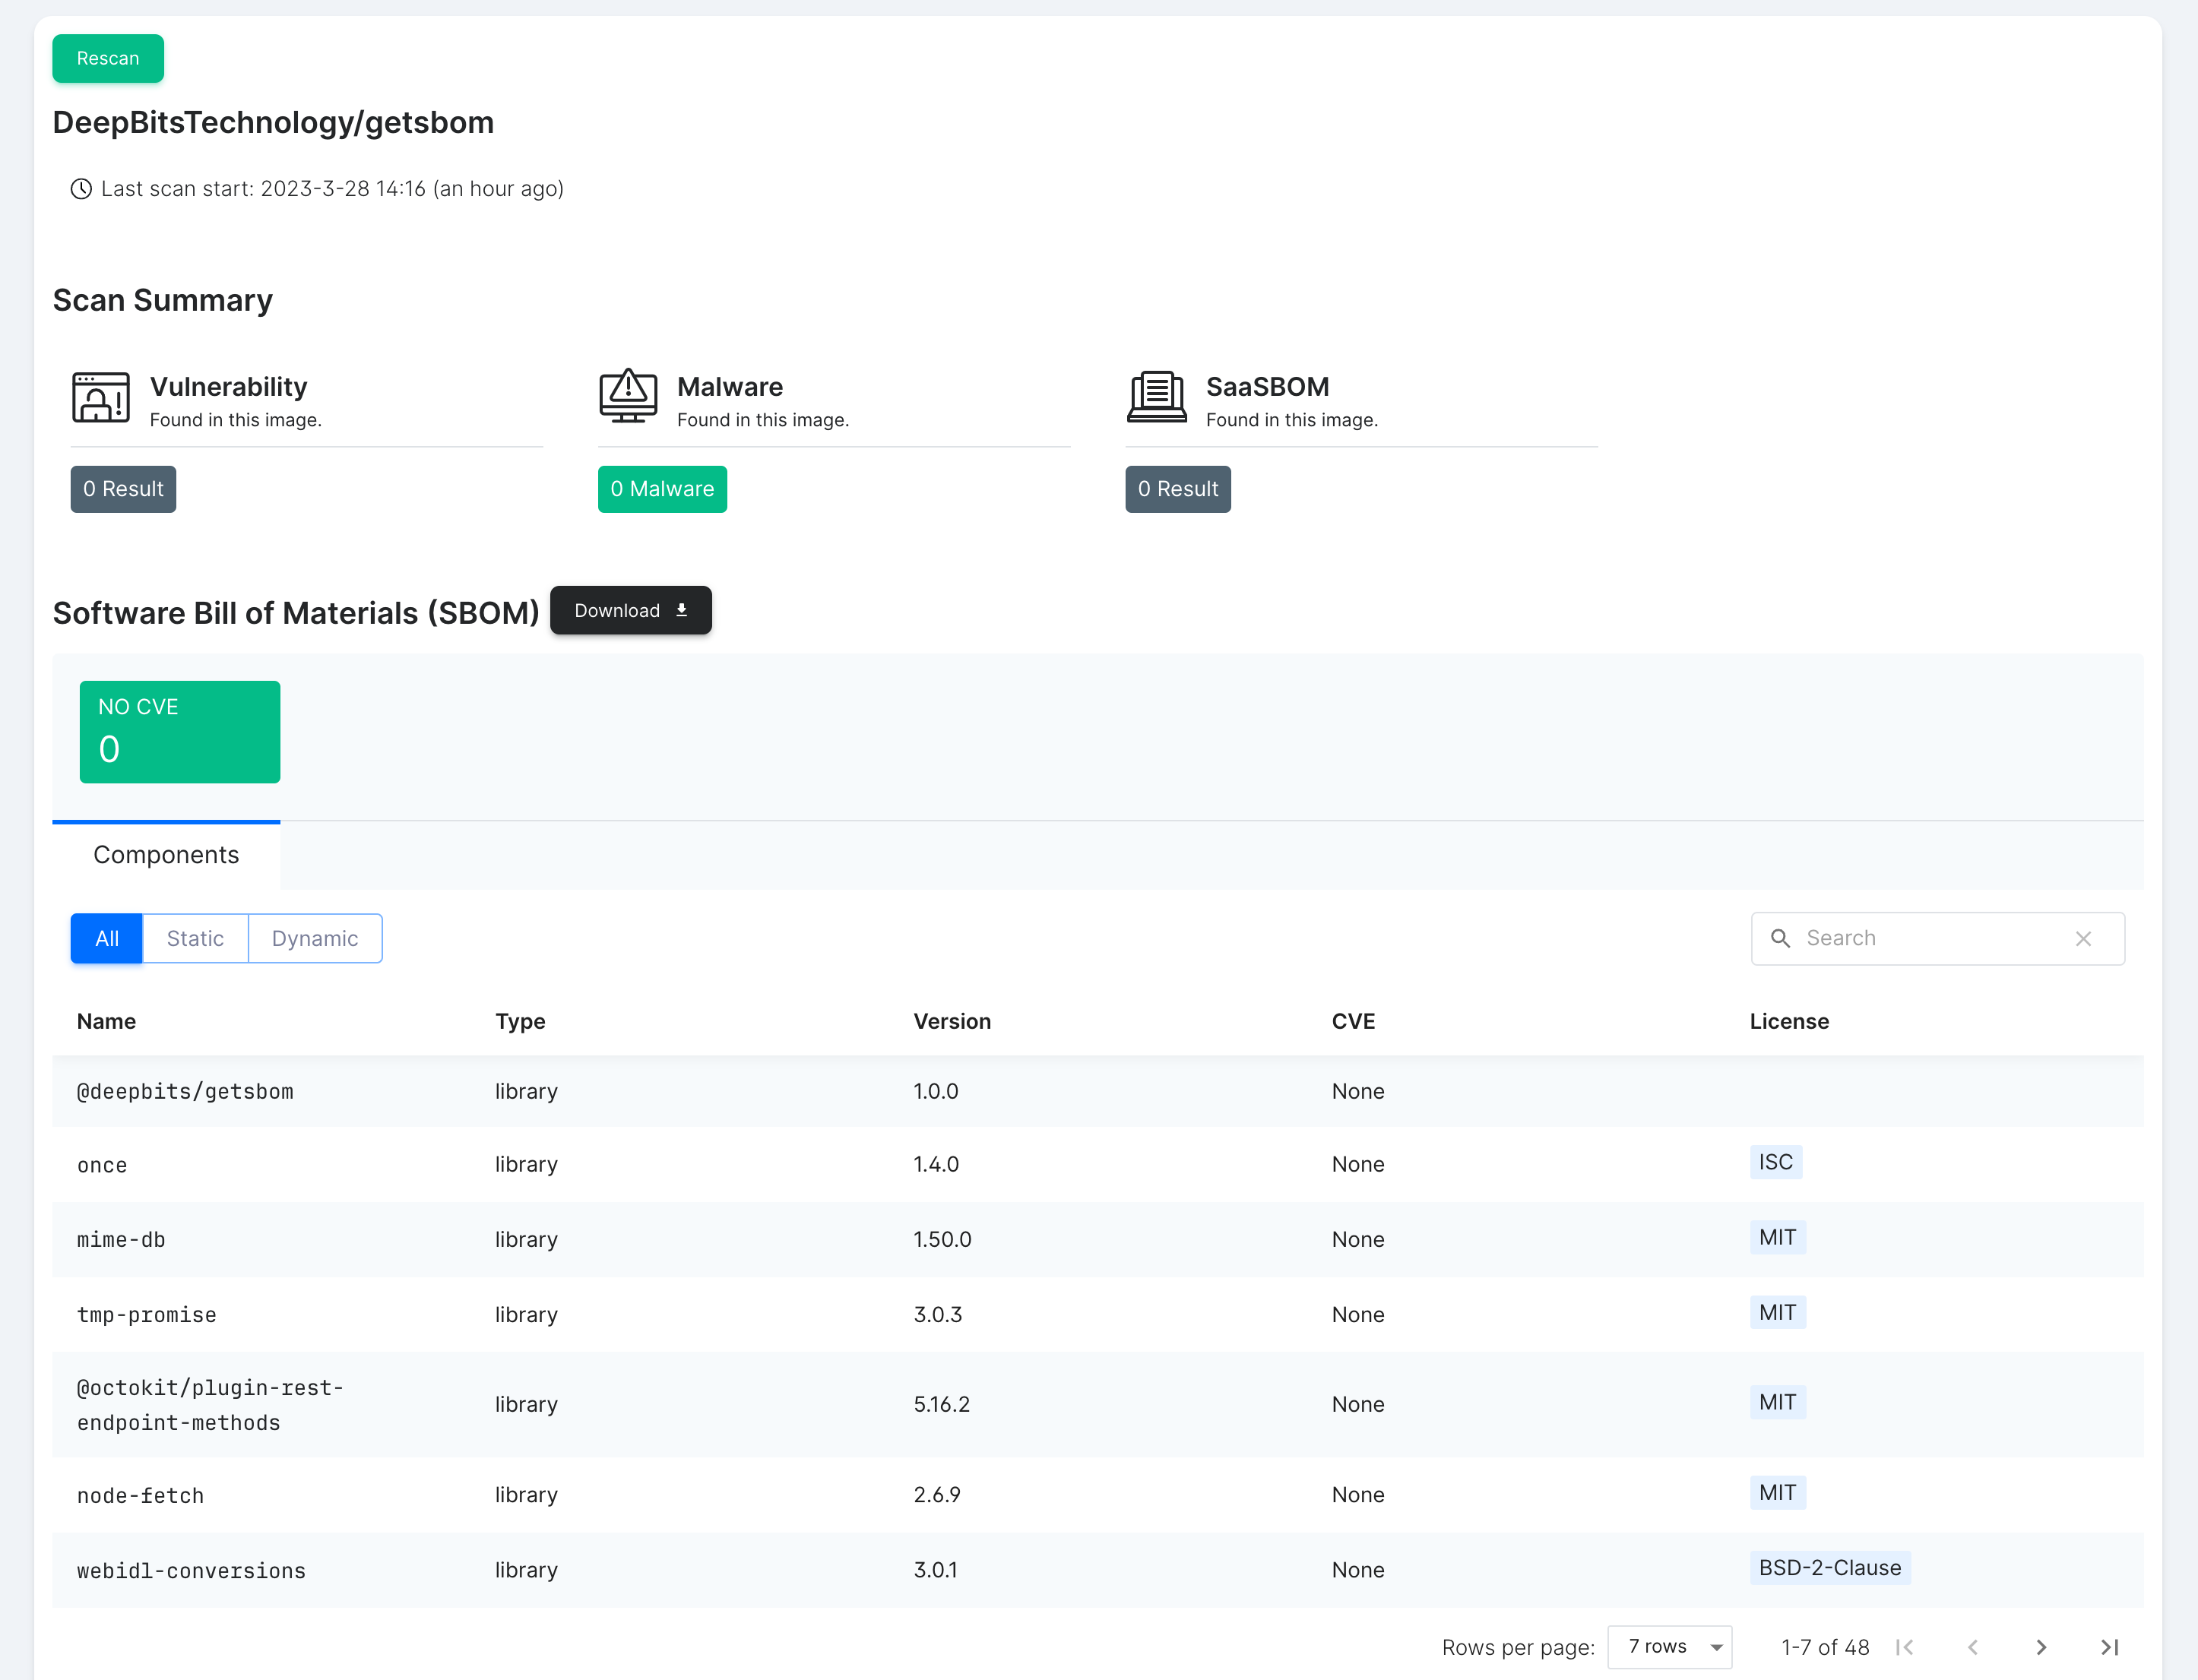 Rescan
DeepBitsTechnology/getsbom
Last scan start: 2023-3-28 14:16 (an hour ago)
Scan Summary
Vulnerability
Found in this image.
0 Result
Malware
Found in this image.
0 Malware
SaaSBOM
Found in this image.
0 Result
Software Bill of Materials (SBOM) Download
NO CVE
0
Components
All Static Dynamic Search
Name Type Version CVE License
@deepbits/getsbom library 1.0.0 None
once library 1.4.0 None ISC
mime-db library 1.50.0 None MIT
tmp-promise library 3.0.3 None MIT
@octokit/plugin-rest-
endpoint-methods library 5.16.2 None MIT
node-fetch library 2.6.9 None MIT
webidl-conversions library 3.0.1 None BSD-2-Clause
Rows per page: 7 rows 1-7 of 48